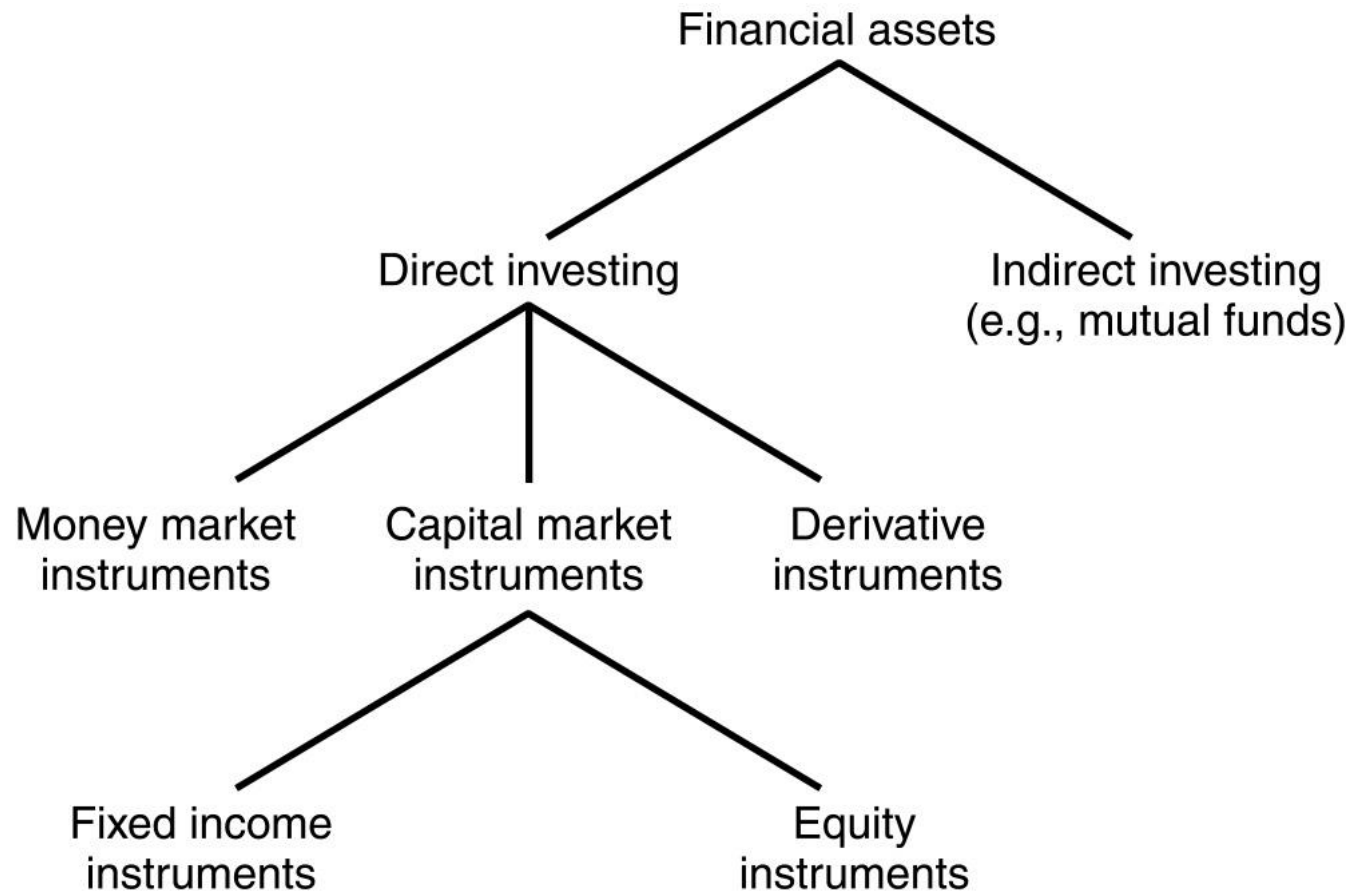 Financial assets
Direct investing
Indirect investing
(e.g., mutual funds)
Money market
instruments
Capital market
instruments
Derivative
instruments
Fixed income
instruments
Equity
instruments